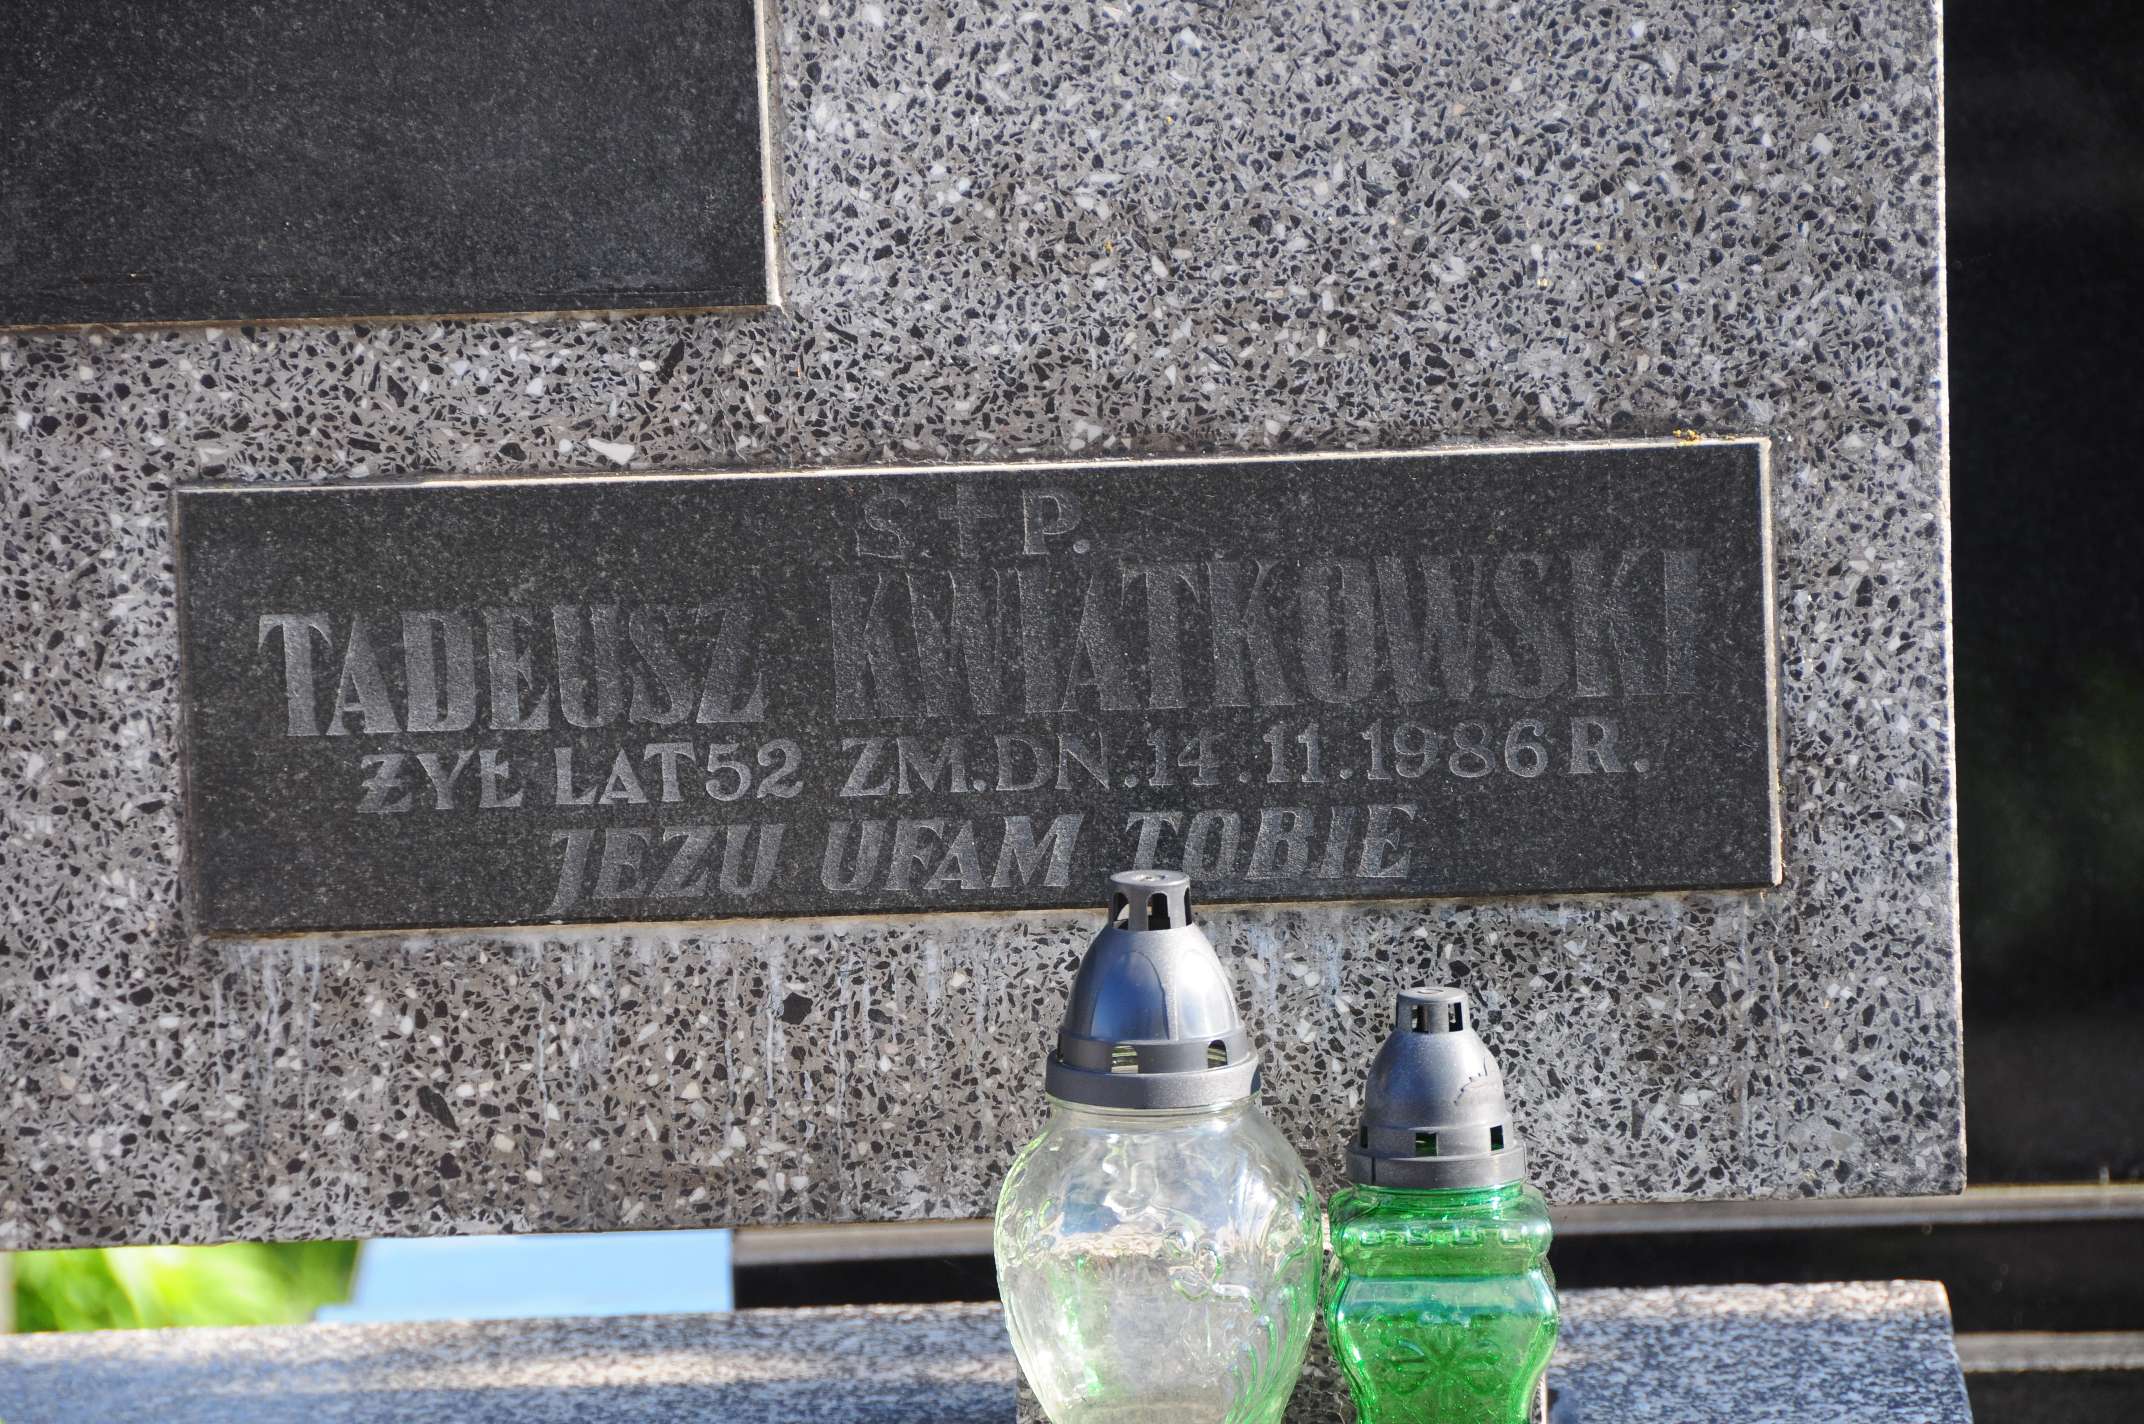 Ś.†P.
TADEUSZ KWIATKOWSKI
ŻYŁ LAT 52 ZM.DN.14.11.1986 R.
JEZU UFAM TOBIE